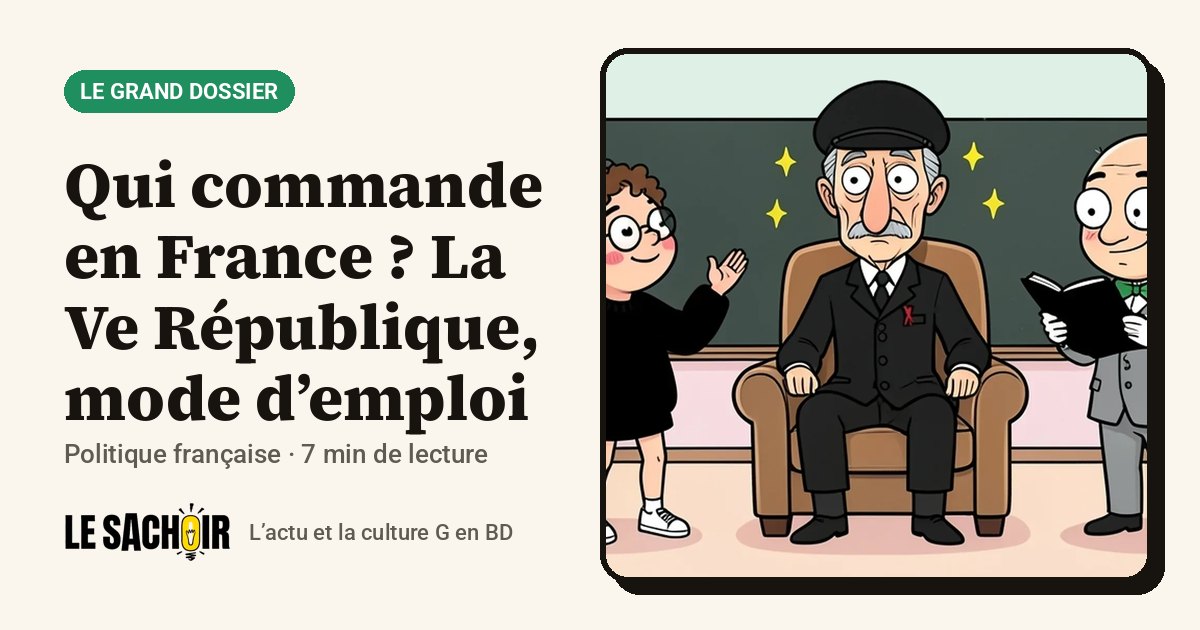 LE GRAND DOSSIER
Qui commande
en France ? La
Ve République,
mode d’emploi
Politique française · 7 min de lecture
LE SACHOIR
L’actu et la culture G en BD